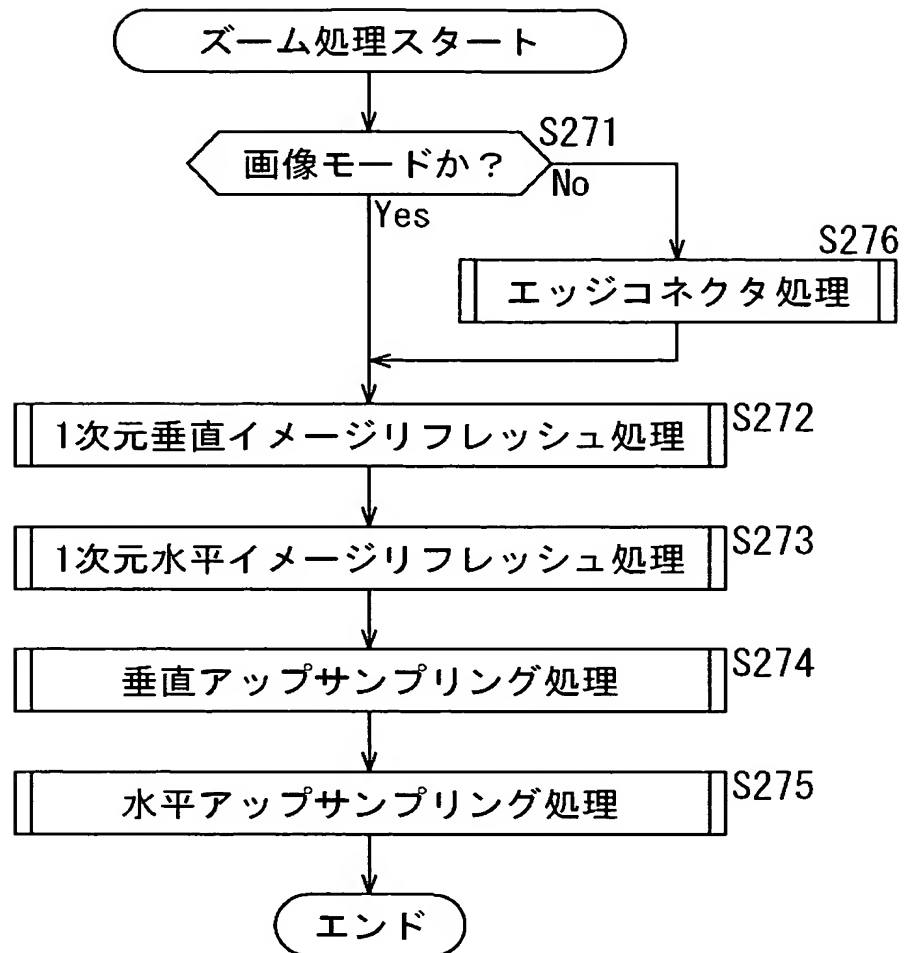 ズーム処理スタート
S271
画像モードか?
No
Yes
S276
エッジコネクタ処理
1次元垂直イメージリフレッシュ処理
S272
1次元水平イメージリフレッシュ処理
S273
垂直アップサンプリング処理
S274
水平アップサンプリング処理
S275
エンド